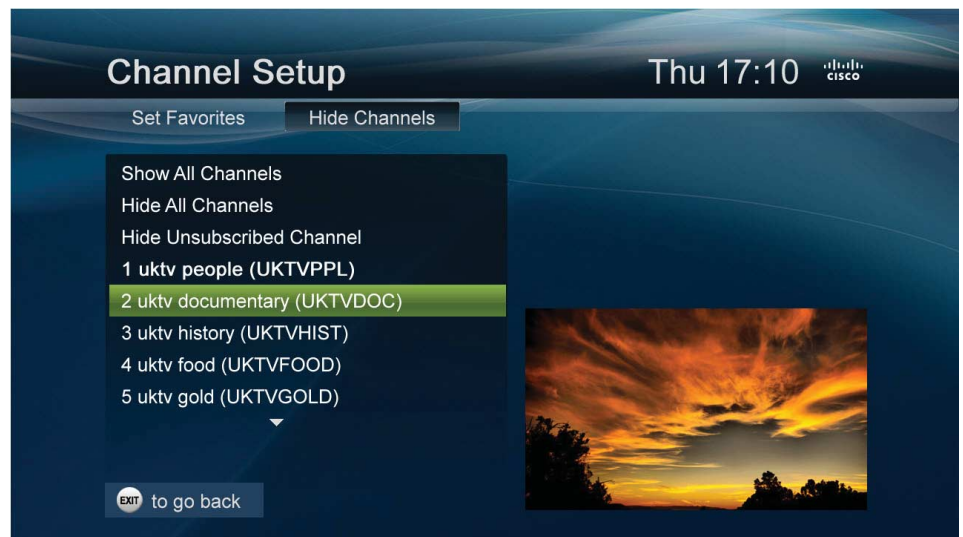 Channel Setup
Thu 17:10
cisco
Set Favorites
Hide Channels
Show All Channels
Hide All Channels
Hide Unsubscribed Channel
1 uktv people (UKTVPPL)
2 uktv documentary (UKTVDOC)
3 uktv history (UKTVHIST)
4 uktv food (UKTVFOOD)
5 uktv gold (UKTVGOLD)
EXIT to go back